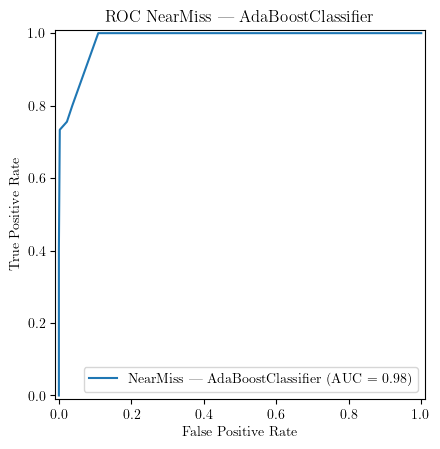 ROC NearMiss — AdaBoostClassifier
1.0
0.8
0.6
0.4
0.2
0.0
True Positive Rate
NearMiss — AdaBoostClassifier (AUC = 0.98)
0.0 0.2 0.4 0.6 0.8 1.0
False Positive Rate